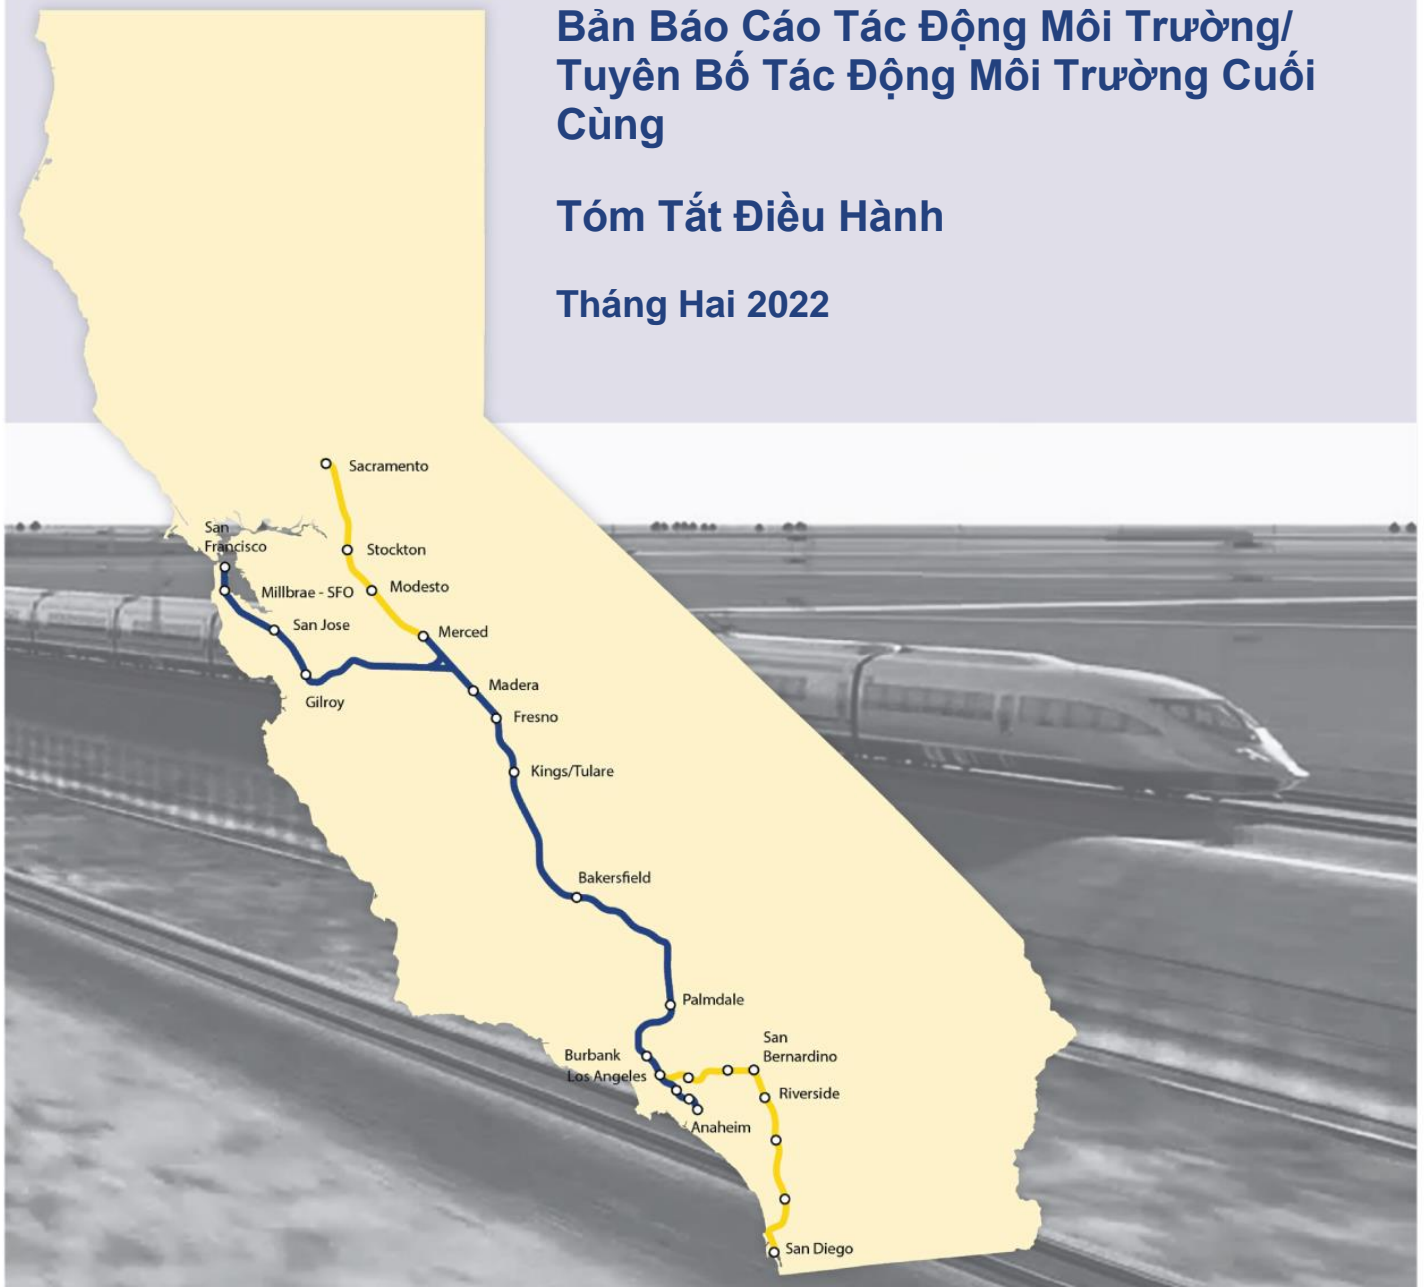 Bản Báo Cáo Tác Động Môi Trường/
Tuyên Bố Tác Động Môi Trường Cuối
Cùng
Tóm Tắt Điều Hành
Tháng Hai 2022
Sacramento
San
Francisco
Stockton
Millbrae - SFO
Modesto
San Jose
Merced
Gilroy
Madera
Fresno
Kings/Tulare
Bakersfield
Palmdale
Burbank
Los Angeles
San
Bernardino
Riverside
Anaheim
San Diego